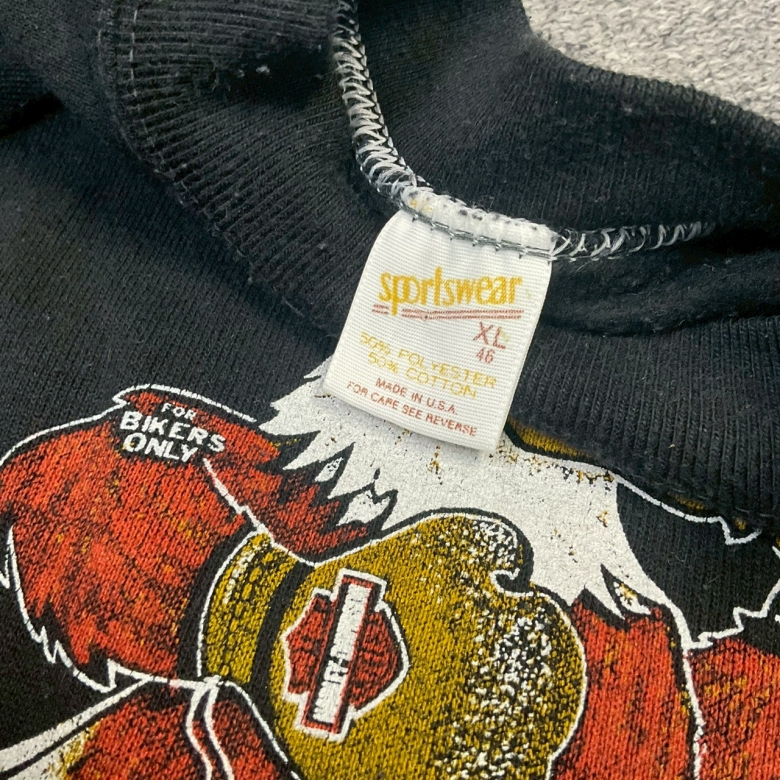 sportswear
XL
46
50% POLYESTER
50% COTTON
MADE IN U.S.A.
FOR CARE SEE REVERSE
FOR
BIKERS
ONLY